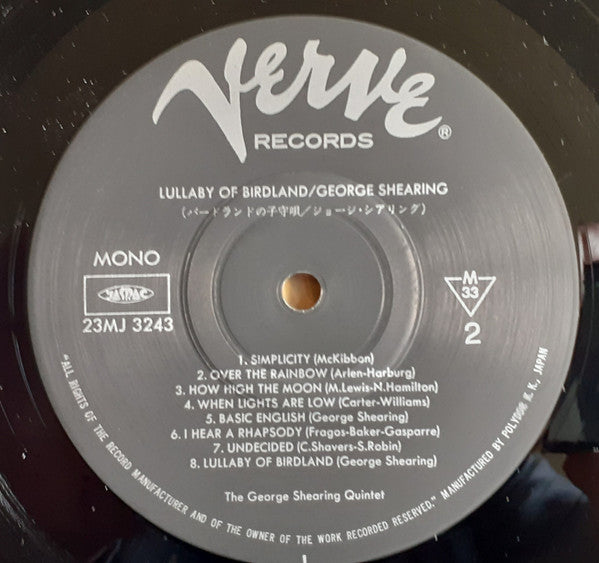 Verve®
RECORDS
LULLABY OF BIRDLAND/GEORGE SHEARING
(バードランドの子守唄/ジョージ・シアリング)
MONO
JASRAC
23MJ 3243
M
33
2
1. SIMPLICITY (McKibbon)
2. OVER THE RAINBOW (Arlen-Harburg)
3. HOW HIGH THE MOON (M.Lewis-N.Hamilton)
4. WHEN LIGHTS ARE LOW (Carter-Williams)
5. BASIC ENGLISH (George Shearing)
6. I HEAR A RHAPSODY (Fragos-Baker-Gasparre)
7. UNDECIDED (C.Shavers-S.Robin)
8. LULLABY OF BIRDLAND (George Shearing)
The George Shearing Quintet
"ALL RIGHTS OF THE RECORD MANUFACTURER AND OF THE OWNER OF THE WORK RECORDED RESERVED." MANUFACTURED BY POLYDOR K.K., JAPAN